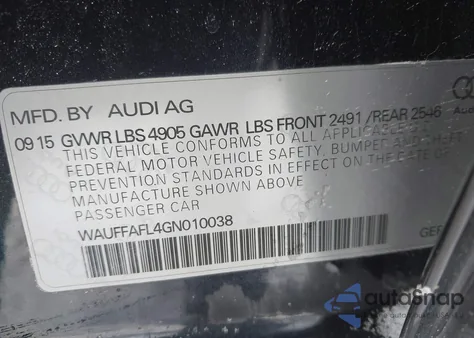 MFD. BY AUDI AG
09 15 GVWR LBS 4905 GAWR LBS FRONT 2491 /REAR 2546
THIS VEHICLE CONFORMS TO ALL
FEDERAL MOTOR VEHICLE SAFETY, BUMPER AND THEFT
PREVENTION STANDARDS IN EFFECT ON THE DATE OF
MANUFACTURE SHOWN ABOVE
PASSENGER CAR
WAUFFAFL4GN010038
autosnap